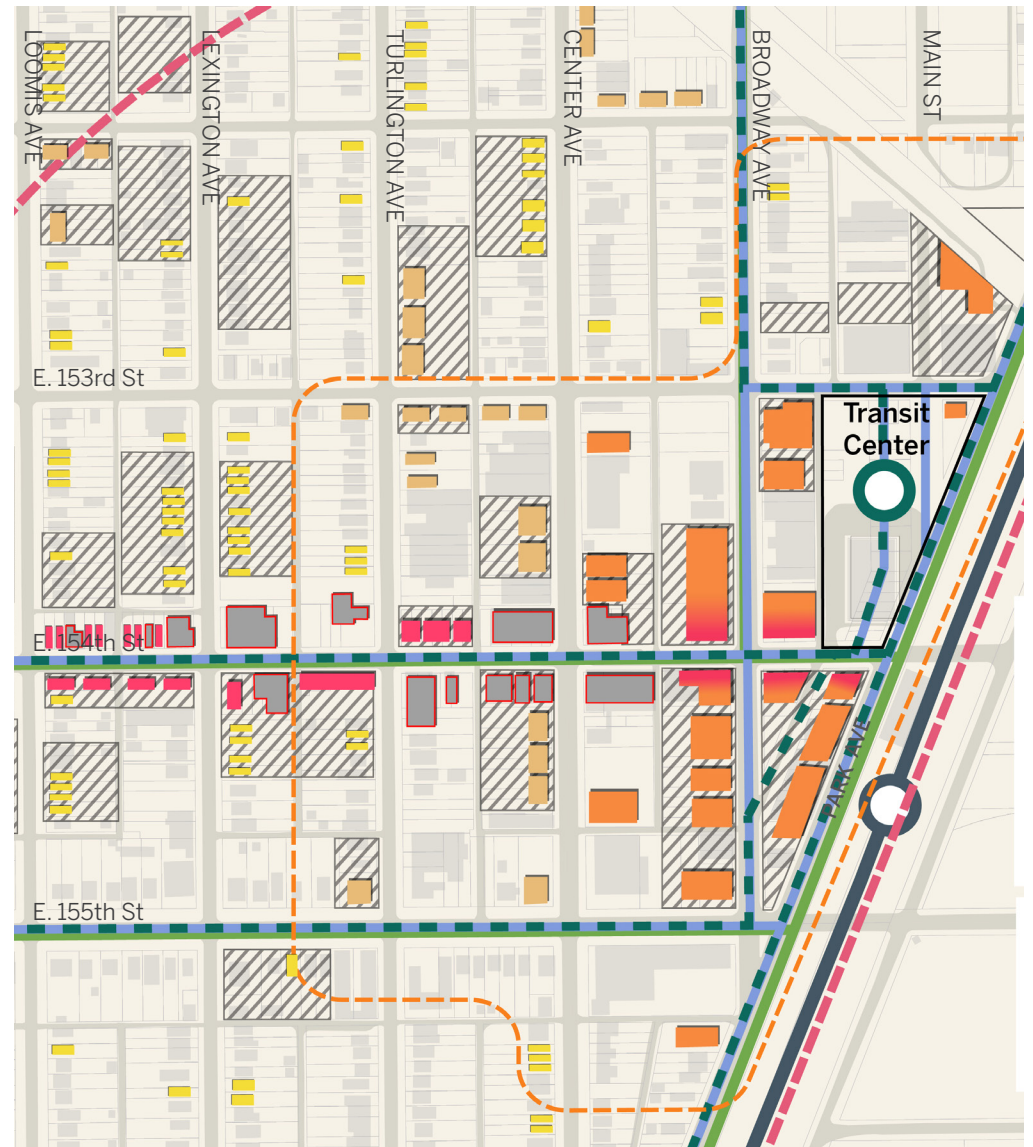 LOOMIS AVE
LEXINGTON AVE
TURLINGTON AVE
CENTER AVE
BROADWAY AVE
MAIN ST
E. 153rd St
Transit
Center
E. 154th St
PARK AVE
E. 155th St